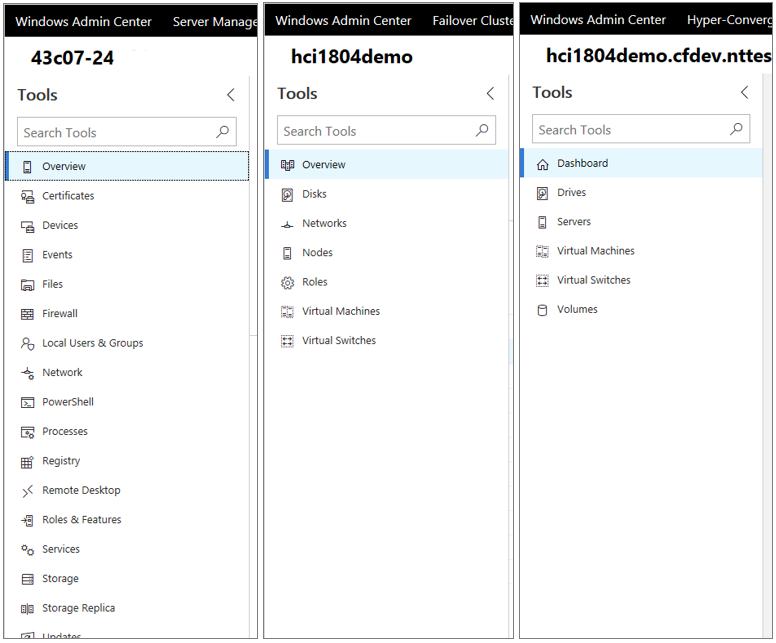 Windows Admin Center Server Manage
43c07-24
Tools
Search Tools
Overview
Certificates
Devices
Events
Files
Firewall
Local Users & Groups
Network
PowerShell
Processes
Registry
Remote Desktop
Roles & Features
Services
Storage
Storage Replica
Updates
Windows Admin Center Failover Cluste
hci1804demo
Tools
Search Tools
Overview
Disks
Networks
Nodes
Roles
Virtual Machines
Virtual Switches
Windows Admin Center Hyper-Converg
hci1804demo.cfdev.nttes
Tools
Search Tools
Dashboard
Drives
Servers
Virtual Machines
Virtual Switches
Volumes